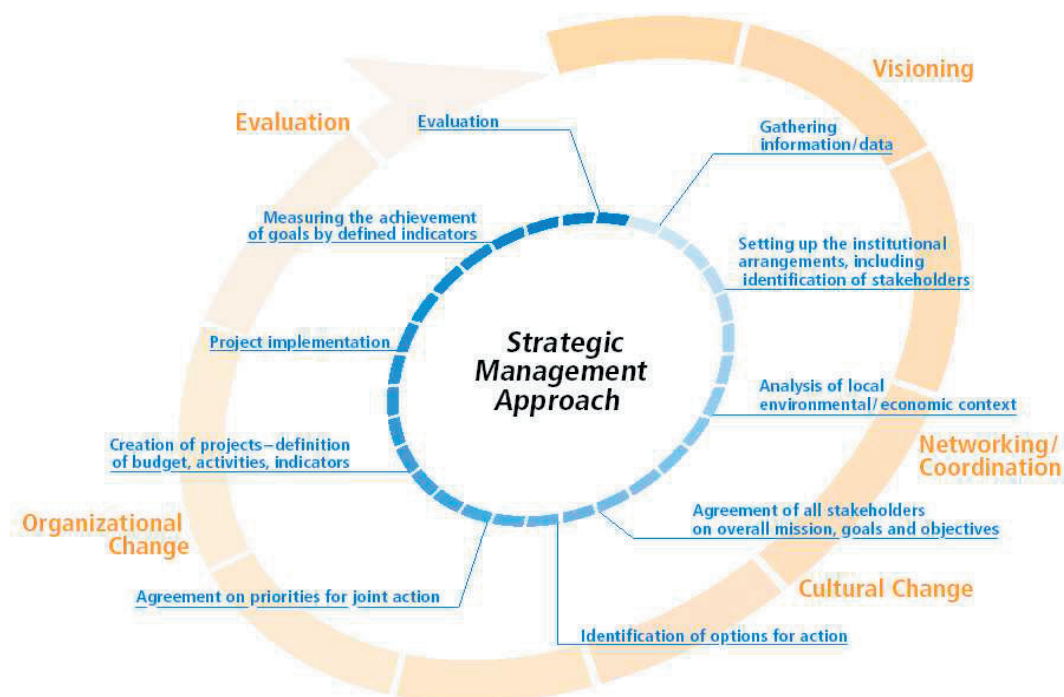 Visioning
Evaluation
Evaluation
Gathering
information/data
Measuring the achievement
of goals by defined indicators
Setting up the institutional
arrangements, including
identification of stakeholders
Project implementation
Strategic
Management
Approach
Analysis of local
environmental/economic context
Creation of projects–definition
of budget, activities, indicators
Networking/
Coordination
Agreement of all stakeholders
on overall mission, goals and objectives
Organizational
Change
Cultural Change
Agreement on priorities for joint action
Identification of options for action